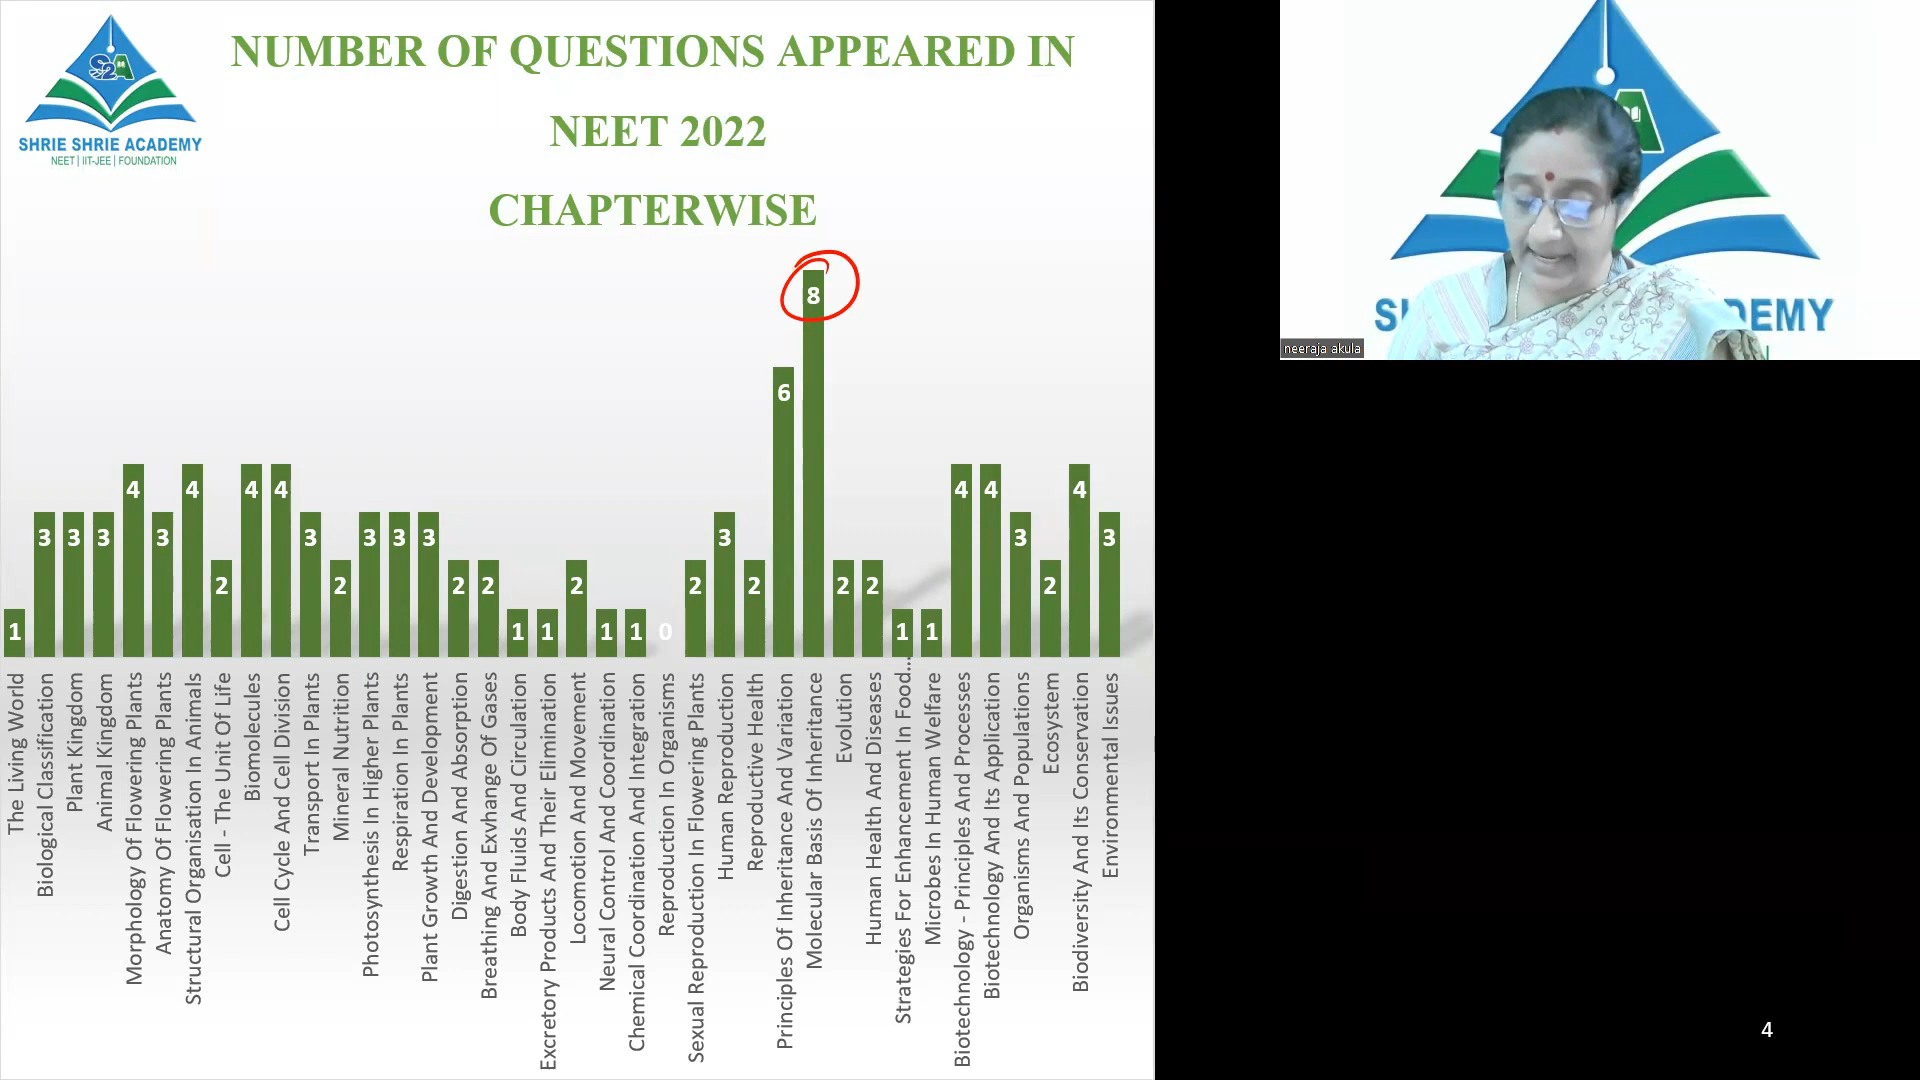 NUMBER OF QUESTIONS APPEARED IN
NEET 2022
CHAPTERWISE
SHRIE SHRIE ACADEMY
NEET | IIT-JEE | FOUNDATION
1
3
3
3
4
3
4
2
4
4
3
2
3
3
3
2
2
1
1
2
1
1
0
2
3
2
6
8
2
2
1
1
4
4
3
2
4
3
The Living World
Biological Classification
Plant Kingdom
Animal Kingdom
Morphology Of Flowering Plants
Anatomy Of Flowering Plants
Structural Organisation In Animals
Cell - The Unit Of Life
Biomolecules
Cell Cycle And Cell Division
Transport In Plants
Mineral Nutrition
Photosynthesis In Higher Plants
Respiration In Plants
Plant Growth And Development
Digestion And Absorption
Breathing And Exvhange Of Gases
Body Fluids And Circulation
Excretory Products And Their Elimination
Locomotion And Movement
Neural Control And Coordination
Chemical Coordination And Integration
Reproduction In Organisms
Sexual Reproduction In Flowering Plants
Human Reproduction
Reproductive Health
Principles Of Inheritance And Variation
Molecular Basis Of Inheritance
Evolution
Human Health And Diseases
Strategies For Enhancement In Food...
Microbes In Human Welfare
Biotechnology - Principles And Processes
Biotechnology And Its Application
Organisms And Populations
Ecosystem
Biodiversity And Its Conservation
Environmental Issues
DEMY
neeraja akula
4